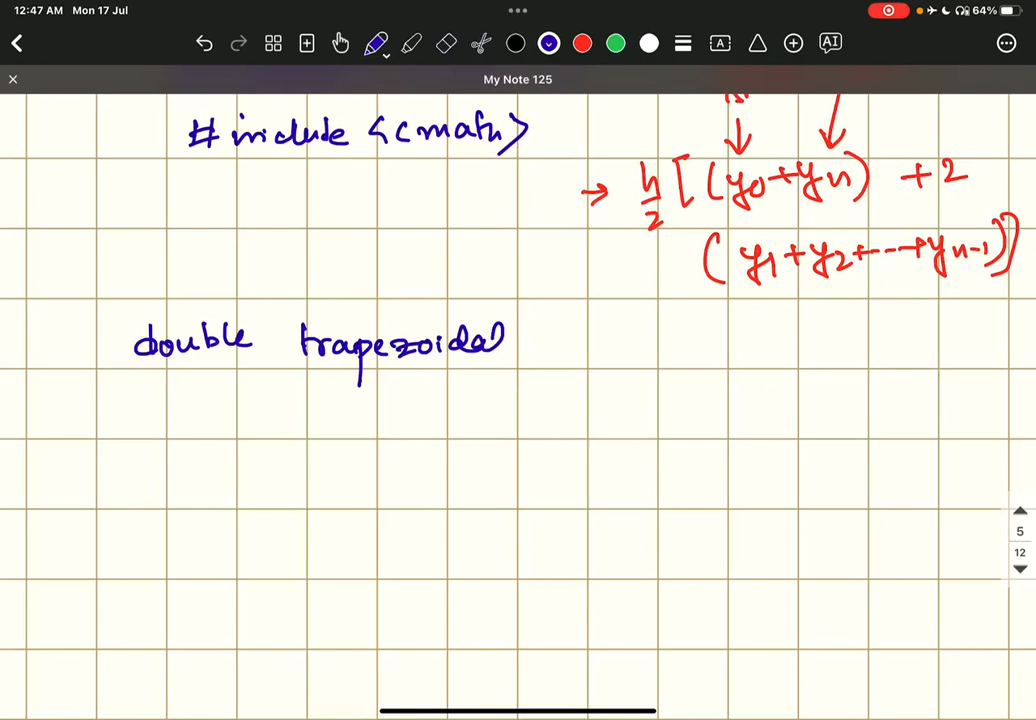 12:47 AM Mon 17 Jul
64%
AI
A
My Note 125
# include <cmath>
→ h/2 [(y0+yn) +2
(y1+y2+---+yn-1)]
double trapezoidal
5
12